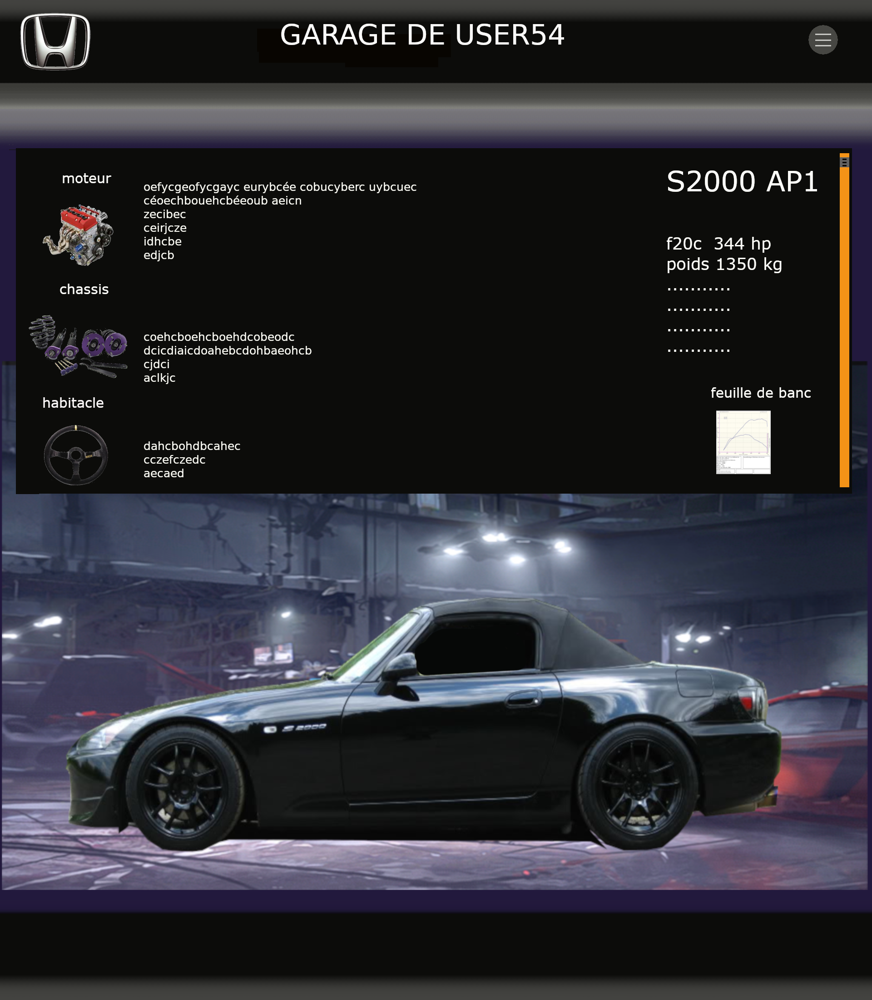 GARAGE DE USER54
moteur
oefycgeofycgayc eurybcée cobucyberc uybcuec
céoechbouehcbéeoub aeicn
zecibec
ceirjcze
idhcbe
edjcb
chassis
coehcboehcboehdcobeodc
dcicdiaicdoahebcdohbaeohcb
cjdci
aclkjc
habitacle
dahcbohdbcahec
cczefczedc
aecaed
S2000 AP1
f20c 344 hp
poids 1350 kg
...........
...........
...........
...........
feuille de banc
S2000